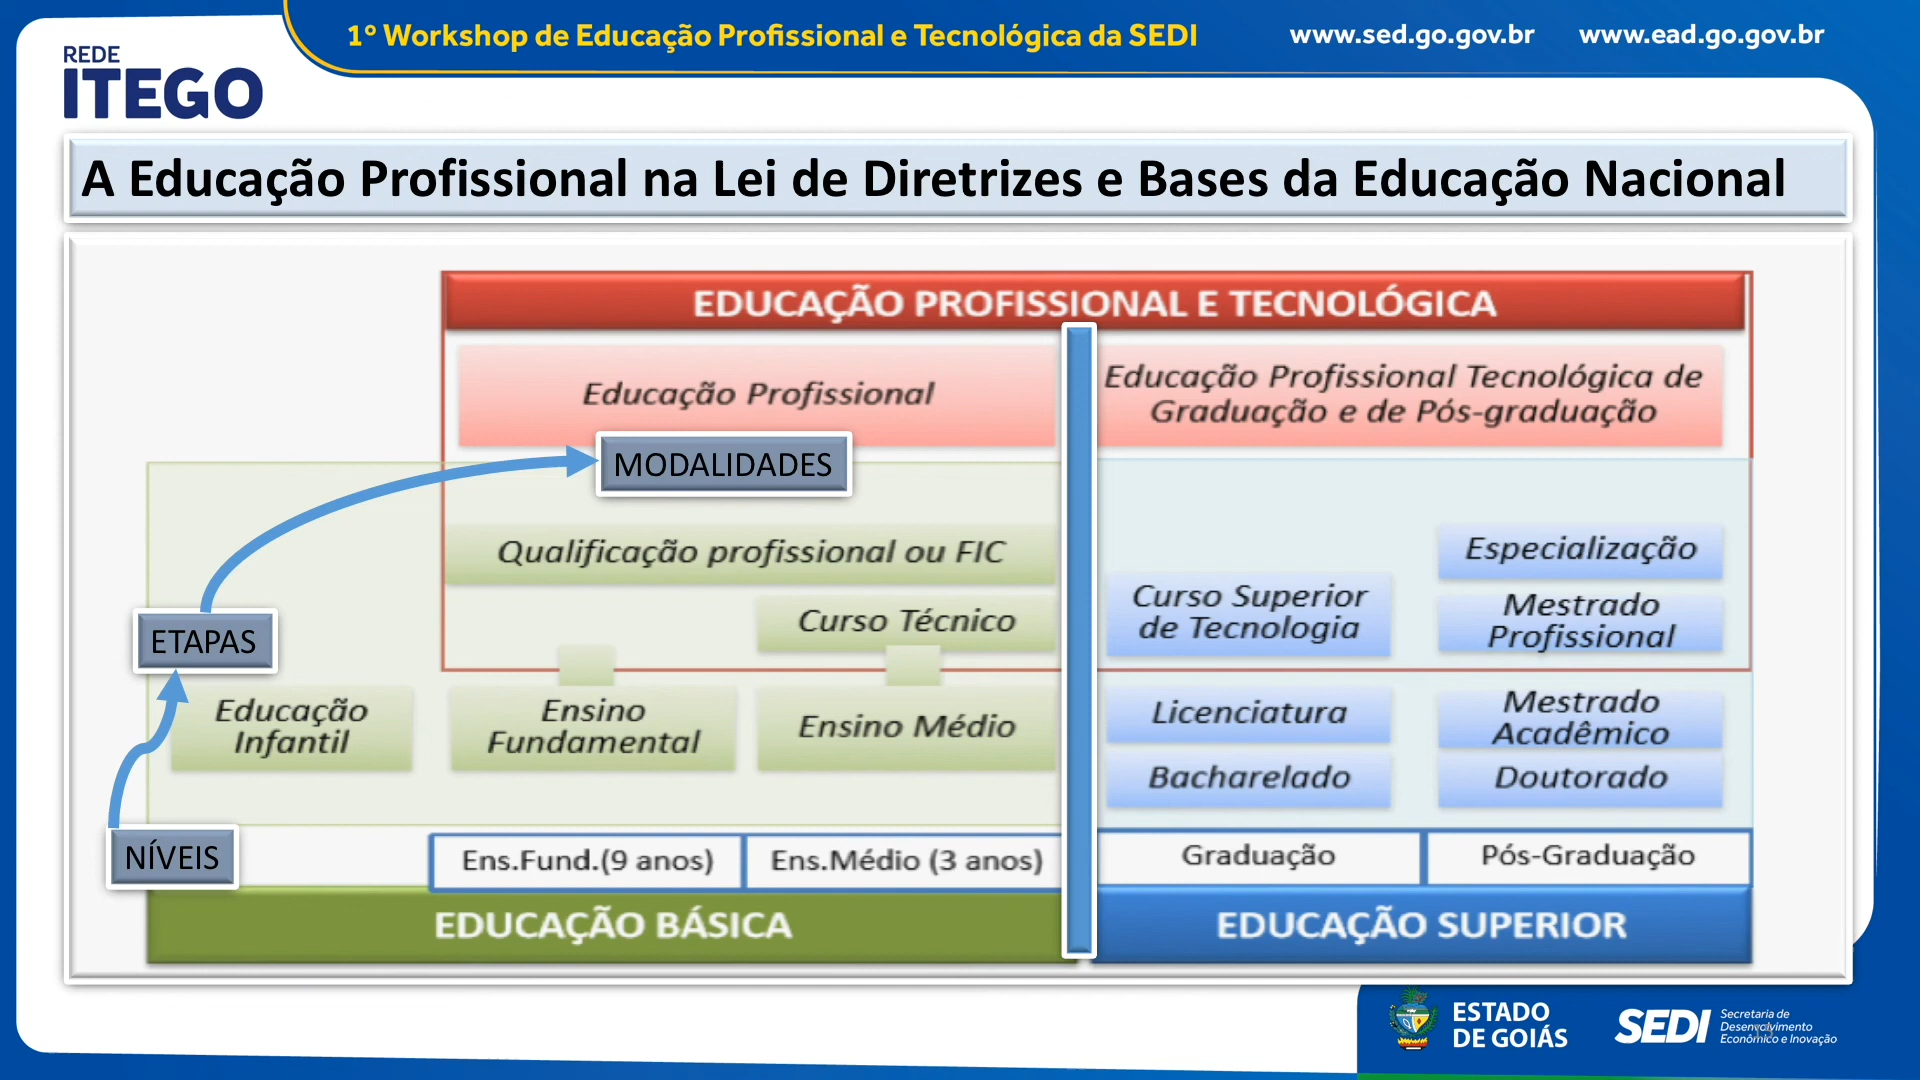 1º Workshop de Educação Profissional e Tecnológica da SEDI
www.sed.go.gov.br
www.ead.go.gov.br
REDE
ITEGO
A Educação Profissional na Lei de Diretrizes e Bases da Educação Nacional
EDUCAÇÃO PROFISSIONAL E TECNOLÓGICA
Educação Profissional
Educação Profissional Tecnológica de
Graduação e de Pós-graduação
MODALIDADES
Qualificação profissional ou FIC
Curso Técnico
Curso Superior
de Tecnologia
Especialização
Mestrado
Profissional
ETAPAS
Educação
Infantil
Ensino
Fundamental
Ensino Médio
Licenciatura
Bacharelado
Mestrado
Acadêmico
Doutorado
NÍVEIS
Ens.Fund.(9 anos)
Ens.Médio (3 anos)
Graduação
Pós-Graduação
EDUCAÇÃO BÁSICA
EDUCAÇÃO SUPERIOR
ESTADO
DE GOIÁS
SEDI
Secretaria de
Desenvolvimento
Econômico e Inovação